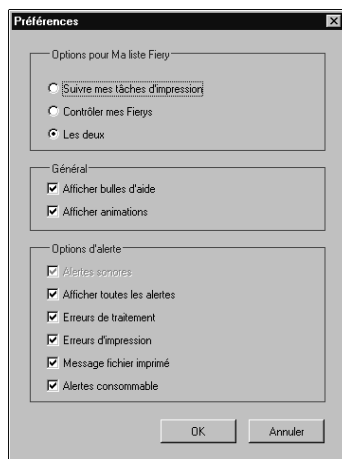 Préférences
Options pour Ma liste Fiery
Suivre mes tâches d'impression
Contrôler mes Fierys
Les deux
Général
Afficher bulles d'aide
Afficher animations
Options d'alerte
Alertes sonores
Afficher toutes les alertes
Erreurs de traitement
Erreurs d'impression
Message fichier imprimé
Alertes consommable
OK
Annuler